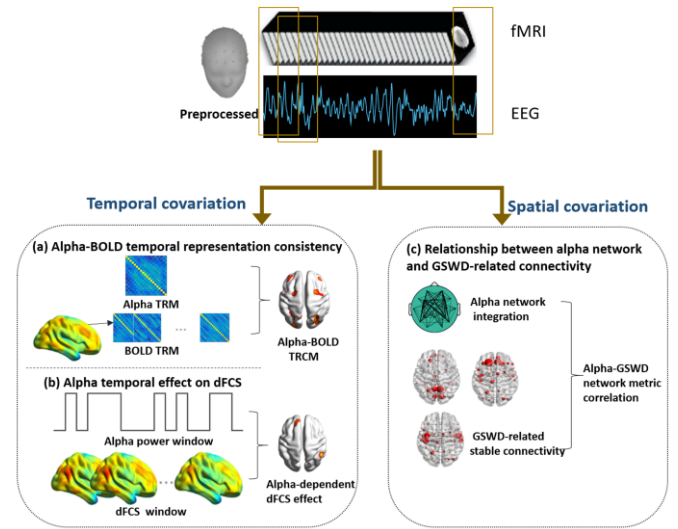 fMRI
Preprocessed
EEG
Temporal covariation
Spatial covariation
(a) Alpha-BOLD temporal representation consistency
Alpha TRM
BOLD TRM
Alpha-BOLD
TRCM
(b) Alpha temporal effect on dFCS
Alpha power window
dFCS window
Alpha-dependent
dFCS effect
(c) Relationship between alpha network
and GSWD-related connectivity
Alpha network
integration
GSWD-related
stable connectivity
Alpha-GSWD
network metric
correlation